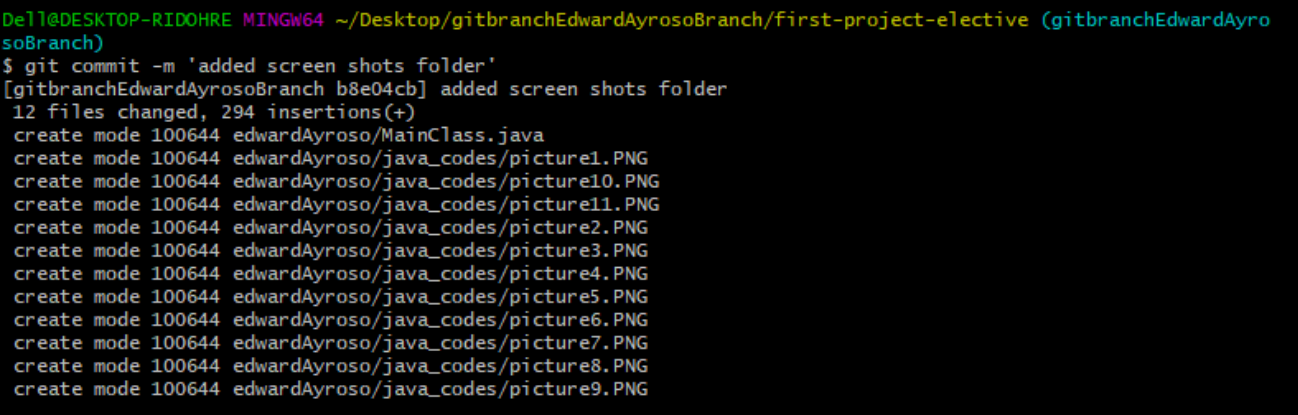 Dell@DESKTOP-RIDOHRE MINGW64 ~/Desktop/gitbranchEdwardAyrosoBranch/first-project-elective (gitbranchEdwardAyro
soBranch)
$ git commit -m 'added screen shots folder'
[gitbranchEdwardAyrosoBranch b8e04cb] added screen shots folder
 12 files changed, 294 insertions(+)
 create mode 100644 edwardAyroso/MainClass.java
 create mode 100644 edwardAyroso/java_codes/picture1.PNG
 create mode 100644 edwardAyroso/java_codes/picture10.PNG
 create mode 100644 edwardAyroso/java_codes/picture11.PNG
 create mode 100644 edwardAyroso/java_codes/picture2.PNG
 create mode 100644 edwardAyroso/java_codes/picture3.PNG
 create mode 100644 edwardAyroso/java_codes/picture4.PNG
 create mode 100644 edwardAyroso/java_codes/picture5.PNG
 create mode 100644 edwardAyroso/java_codes/picture6.PNG
 create mode 100644 edwardAyroso/java_codes/picture7.PNG
 create mode 100644 edwardAyroso/java_codes/picture8.PNG
 create mode 100644 edwardAyroso/java_codes/picture9.PNG